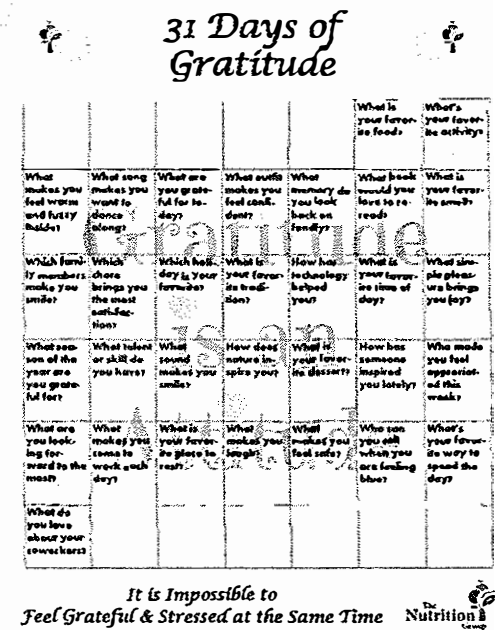 31 Days of
Gratitude
What is
your favor-
ite food?
What's
your favor-
ite activity?
What
makes you
feel warm
and fuzzy
inside?
What song
makes you
want to
dance
along?
What are
you grate-
ful for to-
day?
What outfit
makes you
feel confi-
dent?
What
memory do
you look
back on
fondly?
What book
would you
love to re-
read?
What is
your favor-
ite smell?
Which fami-
ly members
make you
smile?
Which
chore
brings you
the most
satisfac-
tion?
Which holi-
day is your
favorite?
What is
your favor-
ite tradi-
tion?
How has
technology
helped
you?
What is
your favor-
ite time of
day?
What sim-
ple pleas-
ure brings
you joy?
What sea-
son of the
year are
you grate-
ful for?
What talent
or skill do
you have?
What
sound
makes you
smile?
How does
nature in-
spire you?
What is
your favor-
ite dessert?
How has
someone
inspired
you lately?
Who made
you feel
appreciat-
ed this
week?
What are
you look-
ing for-
ward to the
most?
What
makes you
come to
work each
day?
What is
your favor-
ite place to
rest?
What
makes you
laugh?
What
makes you
feel safe?
Who can
you call
when you
are feeling
blue?
What's
your favor-
ite way to
spend the
day?
What do
you love
about your
coworkers?
Gratitude
is an
Attitude
It is Impossible to
Feel Grateful & Stressed at the Same Time
The
Nutrition
Group